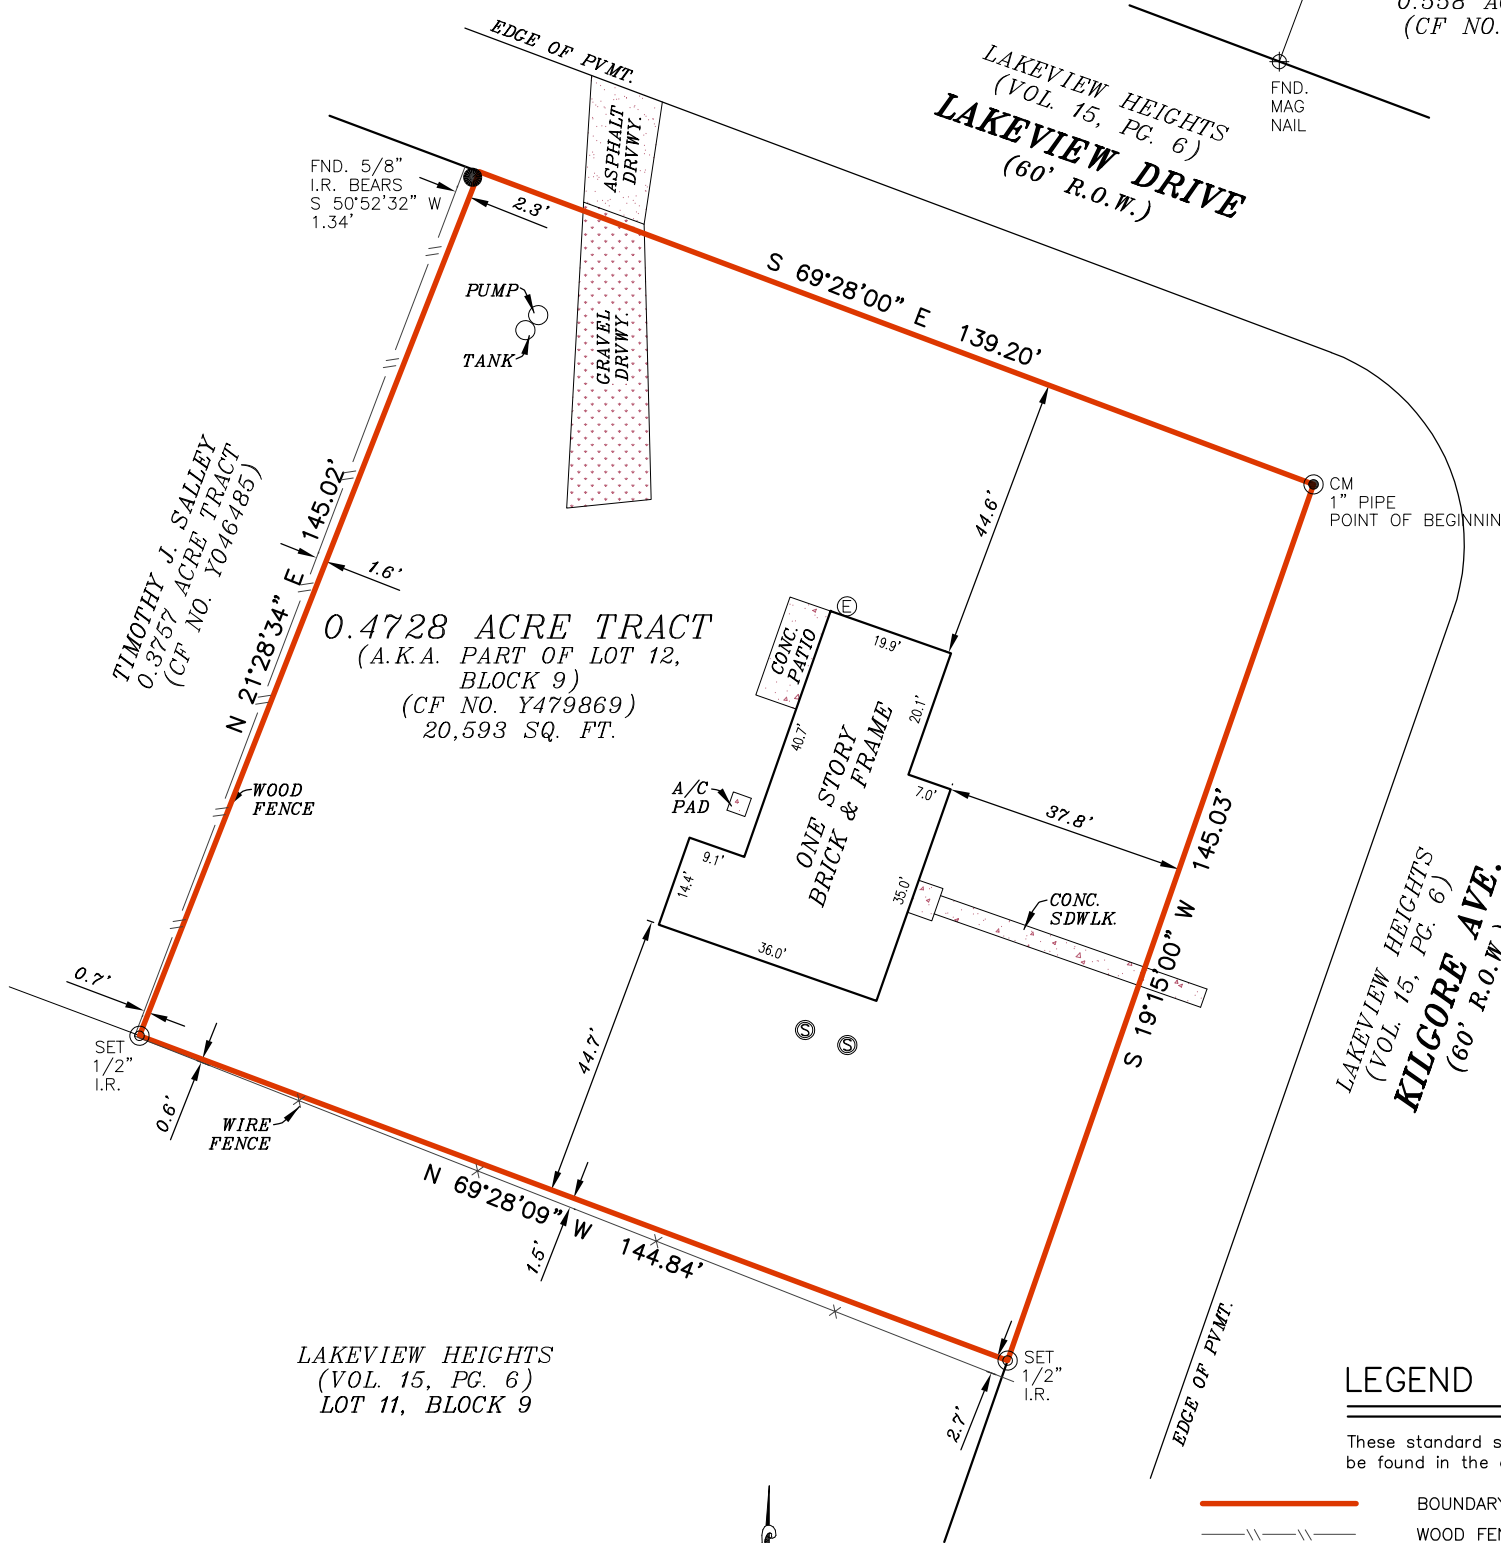 EDGE OF PVMT.
LAKEVIEW HEIGHTS
(VOL. 15, PG. 6)
LAKEVIEW DRIVE
(60' R.O.W.)
(CF NO.
FND.
MAG
NAIL
FND. 5/8"
I.R. BEARS
S 50°52'32" W
1.34'
2.3'
ASPHALT
DRVWY.
PUMP
TANK
GRAVEL
DRVWY.
S 69°28'00" E 139.20'
CM
1" PIPE
POINT OF
TIMOTHY J. SALLEY
0.3757 ACRE TRACT
(CF NO. Y046485)
N 21°28'34" E 145.02'
1.6'
44.6'
0.4728 ACRE TRACT
(A.K.A. PART OF LOT 12,
BLOCK 9)
(CF NO. Y479869)
20,593 SQ. FT.
CONC.
PATIO
E
19.9'
20.1'
40.7'
7.0'
ONE STORY
BRICK & FRAME
A/C
PAD
9.1'
14.4'
35.0'
36.0'
37.8'
CONC.
SDWLK.
S 19°15'00" W 145.03'
WOOD
FENCE
LAKEVIEW HEIGHTS
(VOL. 15, PG. 6)
KILGORE AVE.
(60' R.O.W.)
0.7'
SET
1/2"
I.R.
0.6'
WIRE
FENCE
44.7'
S
S
N 69°28'09" W 144.84'
1.5'
SET
1/2"
I.R.
2.7'
EDGE OF PVMT.
LAKEVIEW HEIGHTS
(VOL. 15, PG. 6)
LOT 11, BLOCK 9
LEGEND
These standard
be found in the
BOUNDARY
WOOD